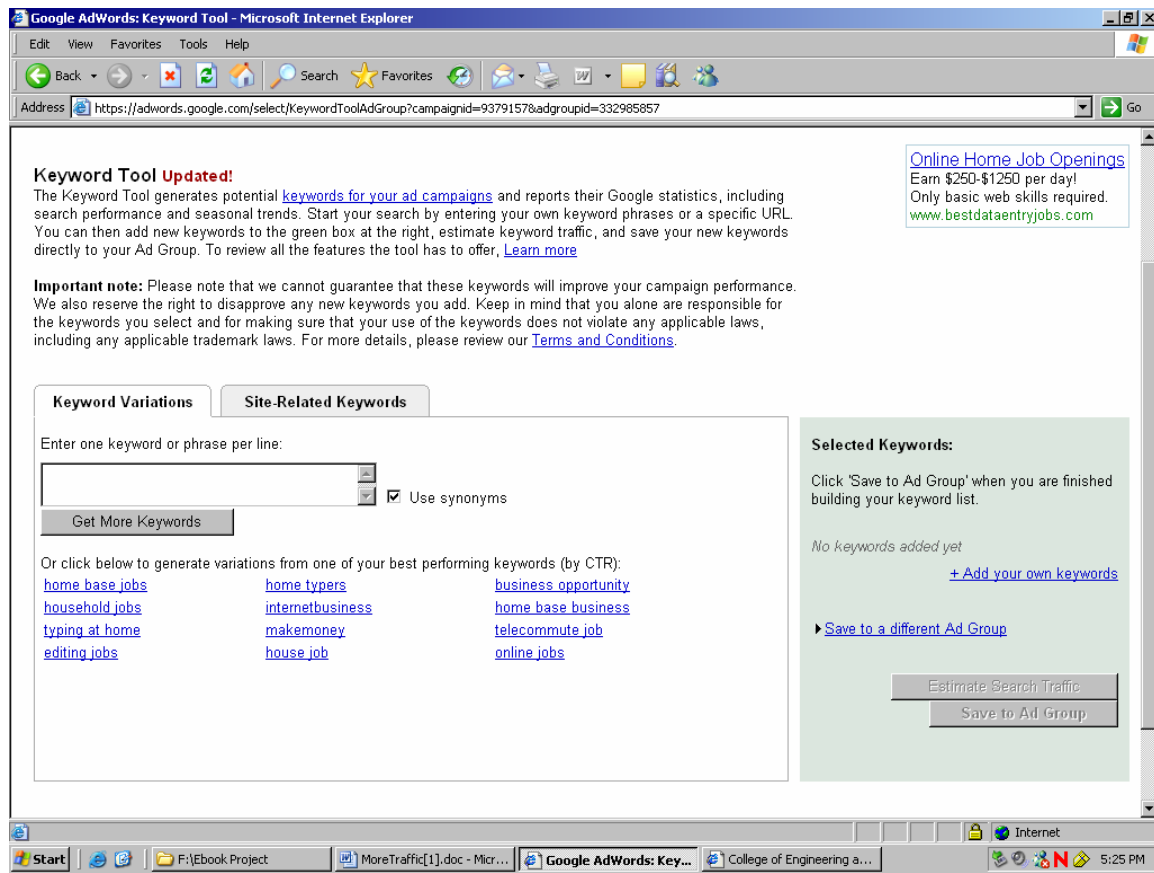 Google AdWords: Keyword Tool - Microsoft Internet Explorer
Edit View Favorites Tools Help
Back Search Favorites
Address https://adwords.google.com/select/KeywordToolAdGroup?campaignid=9379157&adgroupid=332985857 Go
Keyword Tool Updated!
The Keyword Tool generates potential keywords for your ad campaigns and reports their Google statistics, including
search performance and seasonal trends. Start your search by entering your own keyword phrases or a specific URL.
You can then add new keywords to the green box at the right, estimate keyword traffic, and save your new keywords
directly to your Ad Group. To review all the features the tool has to offer, Learn more
Online Home Job Openings
Earn $250-$1250 per day!
Only basic web skills required.
www.bestdataentryjobs.com
Important note: Please note that we cannot guarantee that these keywords will improve your campaign performance.
We also reserve the right to disapprove any new keywords you add. Keep in mind that you alone are responsible for
the keywords you select and for making sure that your use of the keywords does not violate any applicable laws,
including any applicable trademark laws. For more details, please review our Terms and Conditions.
Keyword Variations Site-Related Keywords
Enter one keyword or phrase per line:
Use synonyms
Get More Keywords
Or click below to generate variations from one of your best performing keywords (by CTR):
home base jobs home typers business opportunity
household jobs internetbusiness home base business
typing at home makemoney telecommute job
editing jobs house job online jobs
Selected Keywords:
Click 'Save to Ad Group' when you are finished
building your keyword list.
No keywords added yet
+ Add your own keywords
Save to a different Ad Group
Estimate Search Traffic
Save to Ad Group
Internet
Start F:\Ebook Project MoreTraffic[1].doc - Micr... Google AdWords: Key... College of Engineering a... N 5:25 PM